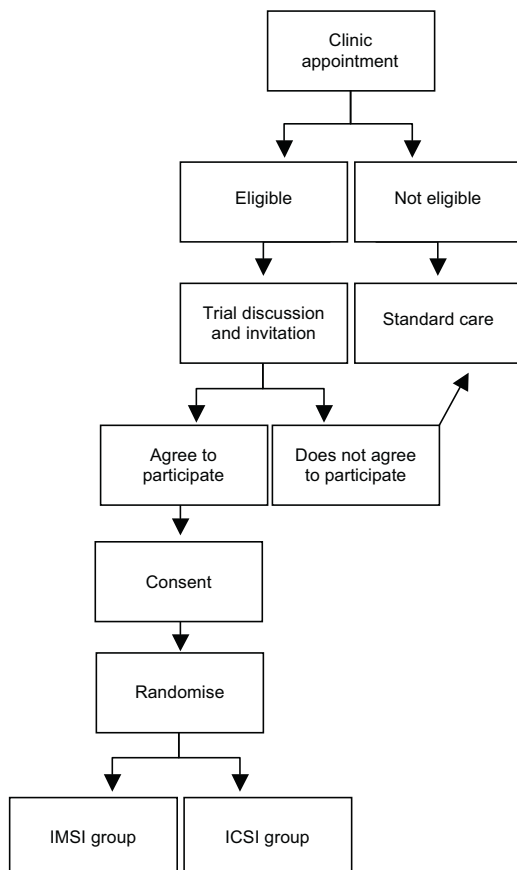 Clinic
appointment
Eligible
Not eligible
Trial discussion
and invitation
Standard care
Agree to
participate
Does not agree
to participate
Consent
Randomise
IMSI group
ICSI group